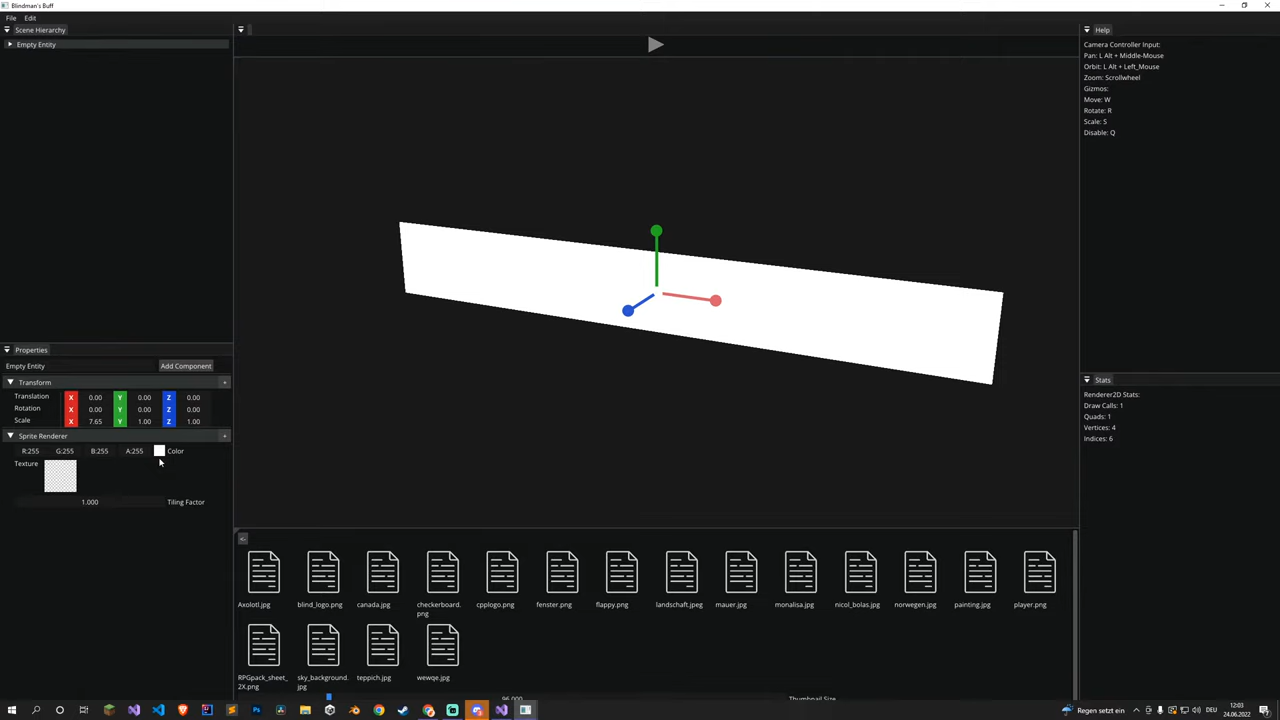 Blindman's Buff
File Edit
Scene Hierarchy
Empty Entity
Properties
Empty Entity Add Component
Transform +
Translation X 0.00 Y 0.00 Z 0.00
Rotation X 0.00 Y 0.00 Z 0.00
Scale X 7.65 Y 1.00 Z 1.00
Sprite Renderer +
R:255 G:255 B:255 A:255 Color
Texture
1.000 Tiling Factor
<-
Axolotl.jpg blind_logo.png canada.jpg checkerboard.png cpplogo.png fenster.png flappy.png landschaft.jpeg mauer.jpg monalisa.jpg nicol_bolas.jpg norwegen.jpg painting.jpg player.png
RPGpack_sheet_2X.png sky_background.jpg teppich.jpg wewqe.jpg
96.000 Thumbnail Size
Help
Camera Controller Input:
Pan: L Alt + Middle-Mouse
Orbit: L Alt + Left_Mouse
Zoom: Scrollwheel
Gizmos:
Move: W
Rotate: R
Scale: S
Disable: Q
Stats
Renderer2D Stats:
Draw Calls: 1
Quads: 1
Vertices: 4
Indices: 6
Regen setzt ein DEU 12:03
24.06.2022 2